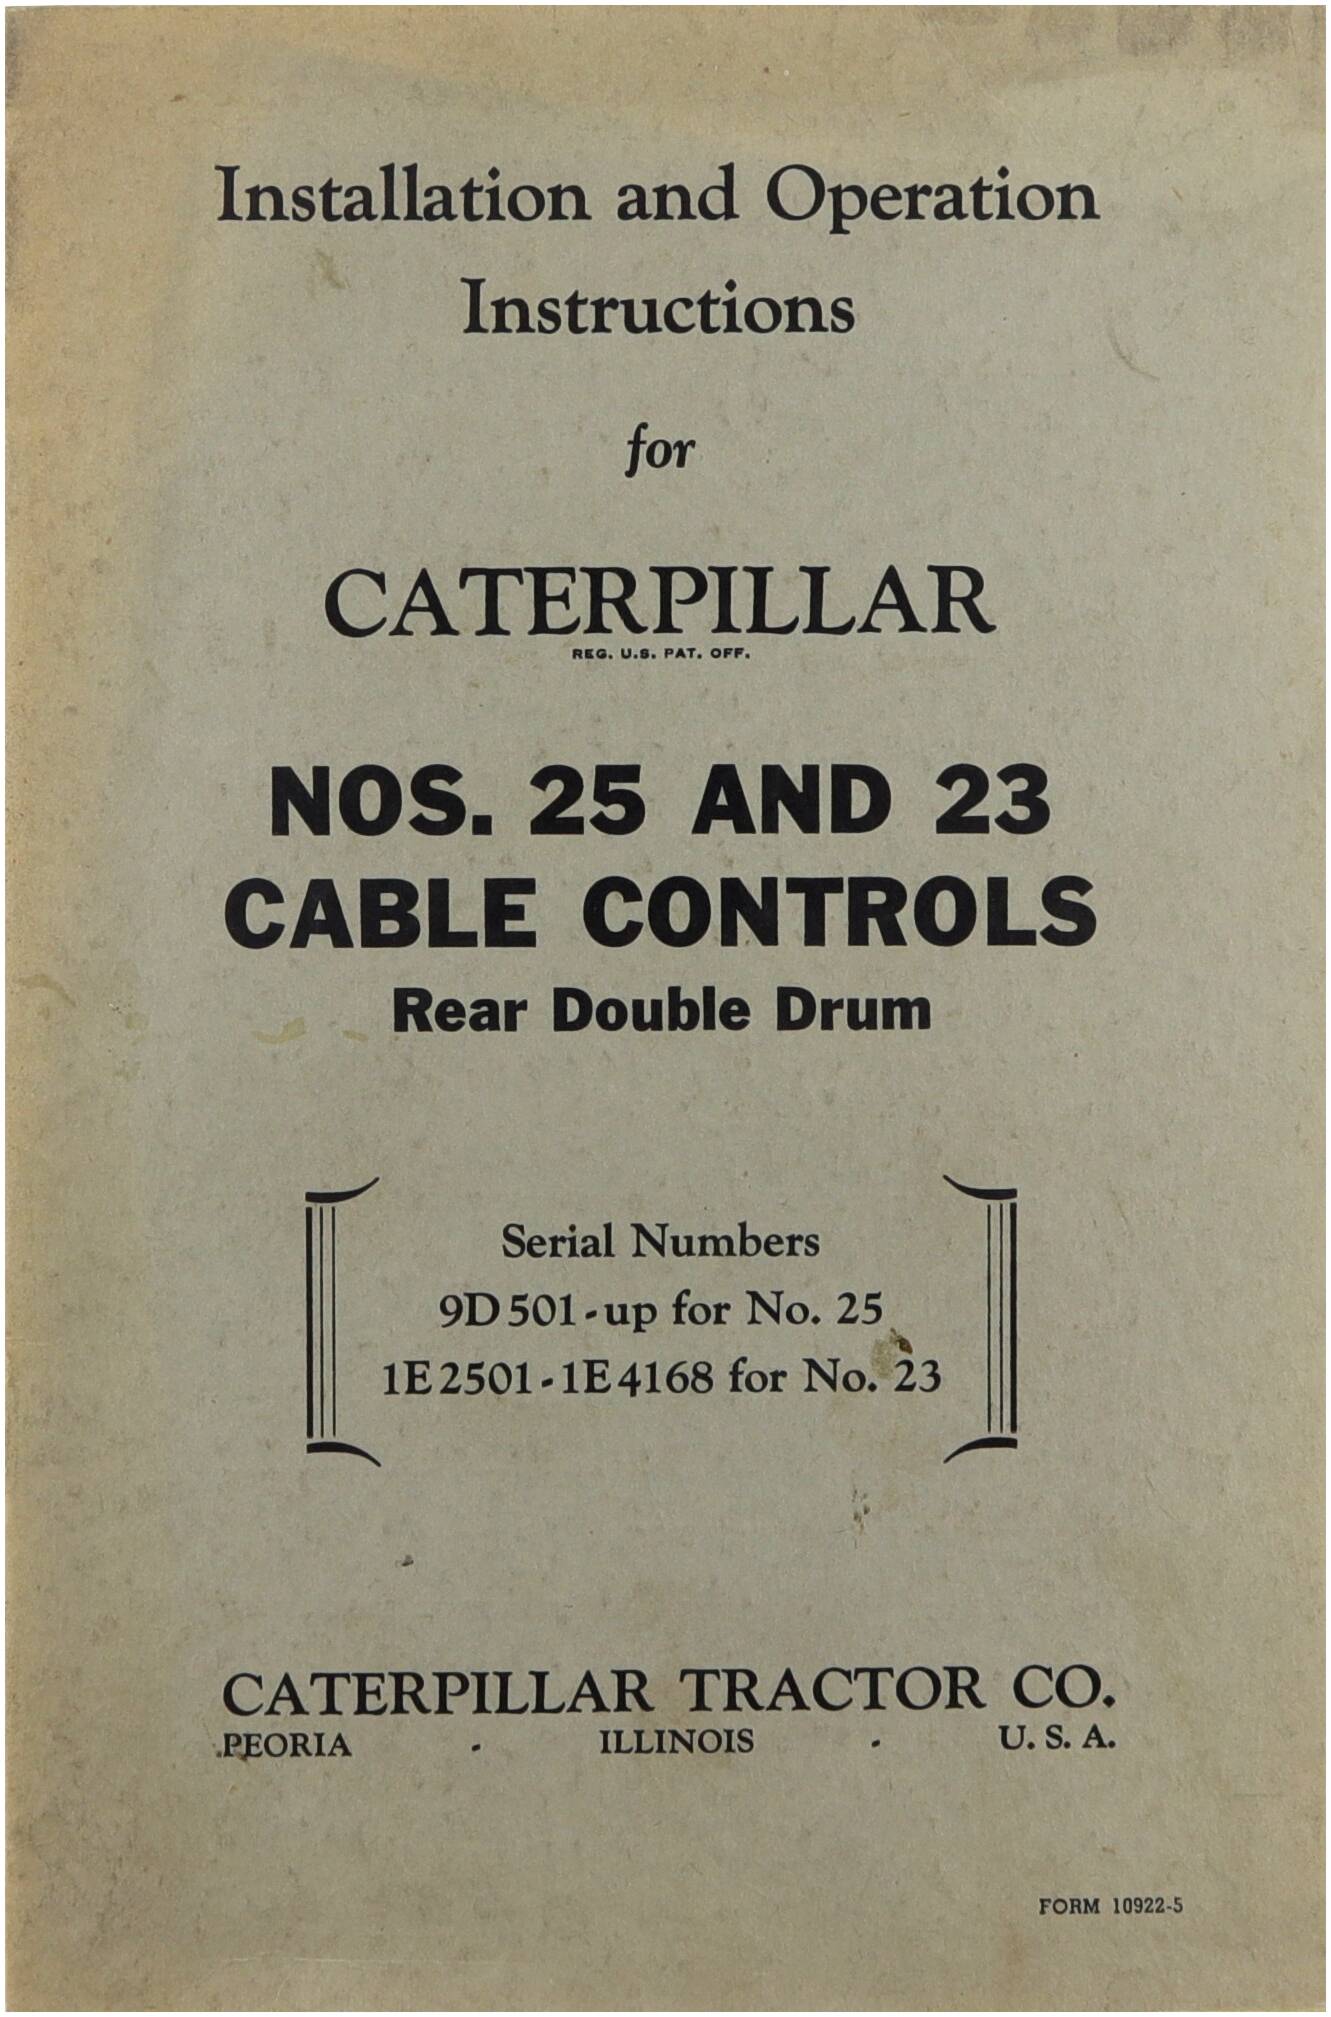 Installation and Operation
Instructions
for
CATERPILLAR
REG. U.S. PAT. OFF.
NOS. 25 AND 23
CABLE CONTROLS
Rear Double Drum
Serial Numbers
9D501-up for No. 25
1E2501-1E4168 for No. 23
CATERPILLAR TRACTOR CO.
PEORIA - ILLINOIS - U. S. A.
FORM 10922-5